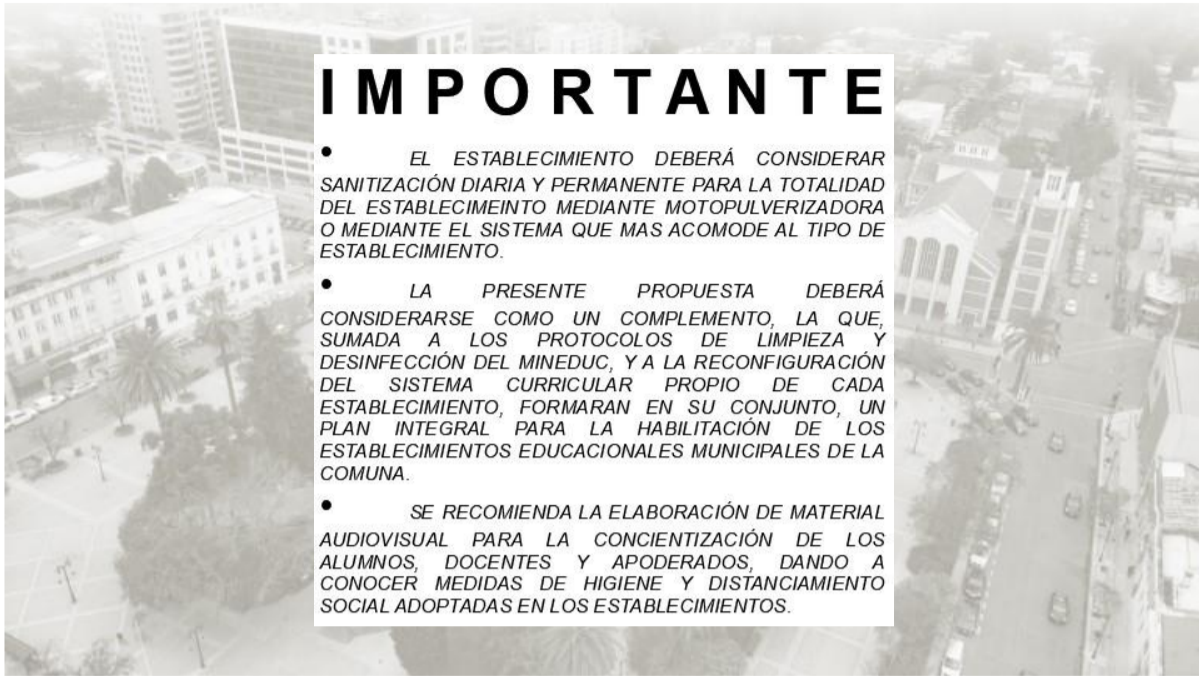 IMPORTANTE
• EL ESTABLECIMIENTO DEBERÁ CONSIDERAR
SANITIZACIÓN DIARIA Y PERMANENTE PARA LA TOTALIDAD
DEL ESTABLECIMEINTO MEDIANTE MOTOPULVERIZADORA
O MEDIANTE EL SISTEMA QUE MAS ACOMODE AL TIPO DE
ESTABLECIMIENTO.
• LA PRESENTE PROPUESTA DEBERÁ
CONSIDERARSE COMO UN COMPLEMENTO, LA QUE,
SUMADA A LOS PROTOCOLOS DE LIMPIEZA Y
DESINFECCIÓN DEL MINEDUC, Y A LA RECONFIGURACIÓN
DEL SISTEMA CURRICULAR PROPIO DE CADA
ESTABLECIMIENTO, FORMARAN EN SU CONJUNTO, UN
PLAN INTEGRAL PARA LA HABILITACIÓN DE LOS
ESTABLECIMIENTOS EDUCACIONALES MUNICIPALES DE LA
COMUNA.
• SE RECOMIENDA LA ELABORACIÓN DE MATERIAL
AUDIOVISUAL PARA LA CONCIENTIZACIÓN DE LOS
ALUMNOS, DOCENTES Y APODERADOS, DANDO A
CONOCER MEDIDAS DE HIGIENE Y DISTANCIAMIENTO
SOCIAL ADOPTADAS EN LOS ESTABLECIMIENTOS.